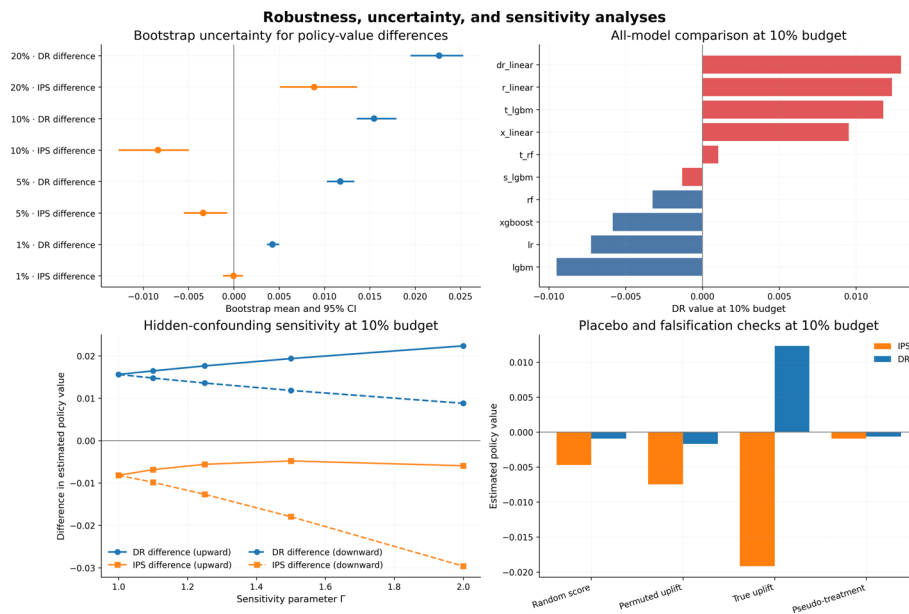 Robustness, uncertainty, and sensitivity analyses
Bootstrap uncertainty for policy-value differences
20% · DR difference
20% · IPS difference
10% · DR difference
10% · IPS difference
5% · DR difference
5% · IPS difference
1% · DR difference
1% · IPS difference
−0.010 −0.005 0.000 0.005 0.010 0.015 0.020 0.025
Bootstrap mean and 95% CI
All-model comparison at 10% budget
dr_linear
r_linear
t_lgbm
x_linear
t_rf
s_lgbm
rf
xgboost
lr
lgbm
−0.010 −0.005 0.000 0.005 0.010
DR value at 10% budget
Hidden-confounding sensitivity at 10% budget
Difference in estimated policy value
0.02
0.01
0.00
−0.01
−0.02
−0.03
DR difference (upward)
IPS difference (upward)
DR difference (downward)
IPS difference (downward)
1.0 1.2 1.4 1.6 1.8 2.0
Sensitivity parameter Γ
Placebo and falsification checks at 10% budget
Estimated policy value
0.010
0.005
0.000
−0.005
−0.010
−0.015
−0.020
IPS
DR
Random score
Permuted uplift
True uplift
Pseudo-treatment